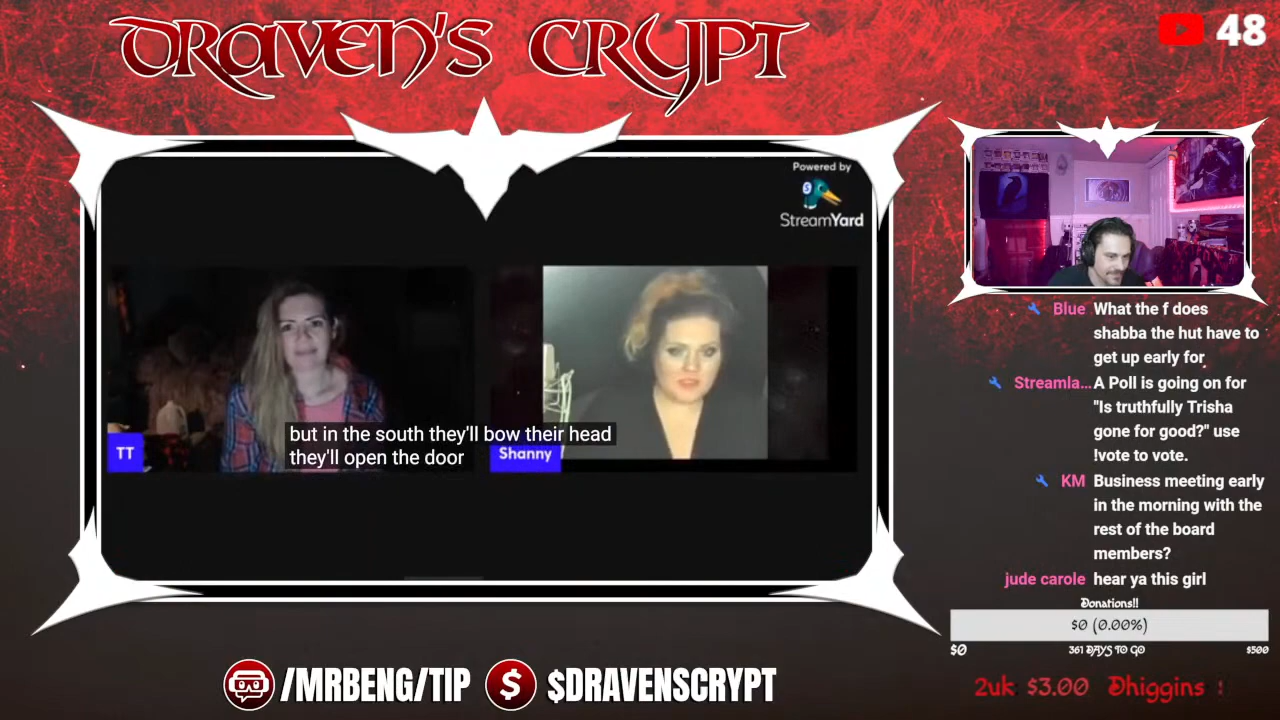 DRAVEN'S CRYPT
48
Powered by
StreamYard
TT
Shanny
but in the south they'll bow their head
they'll open the door
Blue What the f does
shabba the hut have to
get up early for
Streamla... A Poll is going on for
"Is truthfully Trisha
gone for good?" use
!vote to vote.
KM Business meeting early
in the morning with the
rest of the board
members?
jude carole hear ya this girl
Donations!!
$0 (0.00%)
$0 361 DAYS TO GO $500
/MRBENG/TIP $ $DRAVENSCRYPT
2uk $3.00 Dhiggins